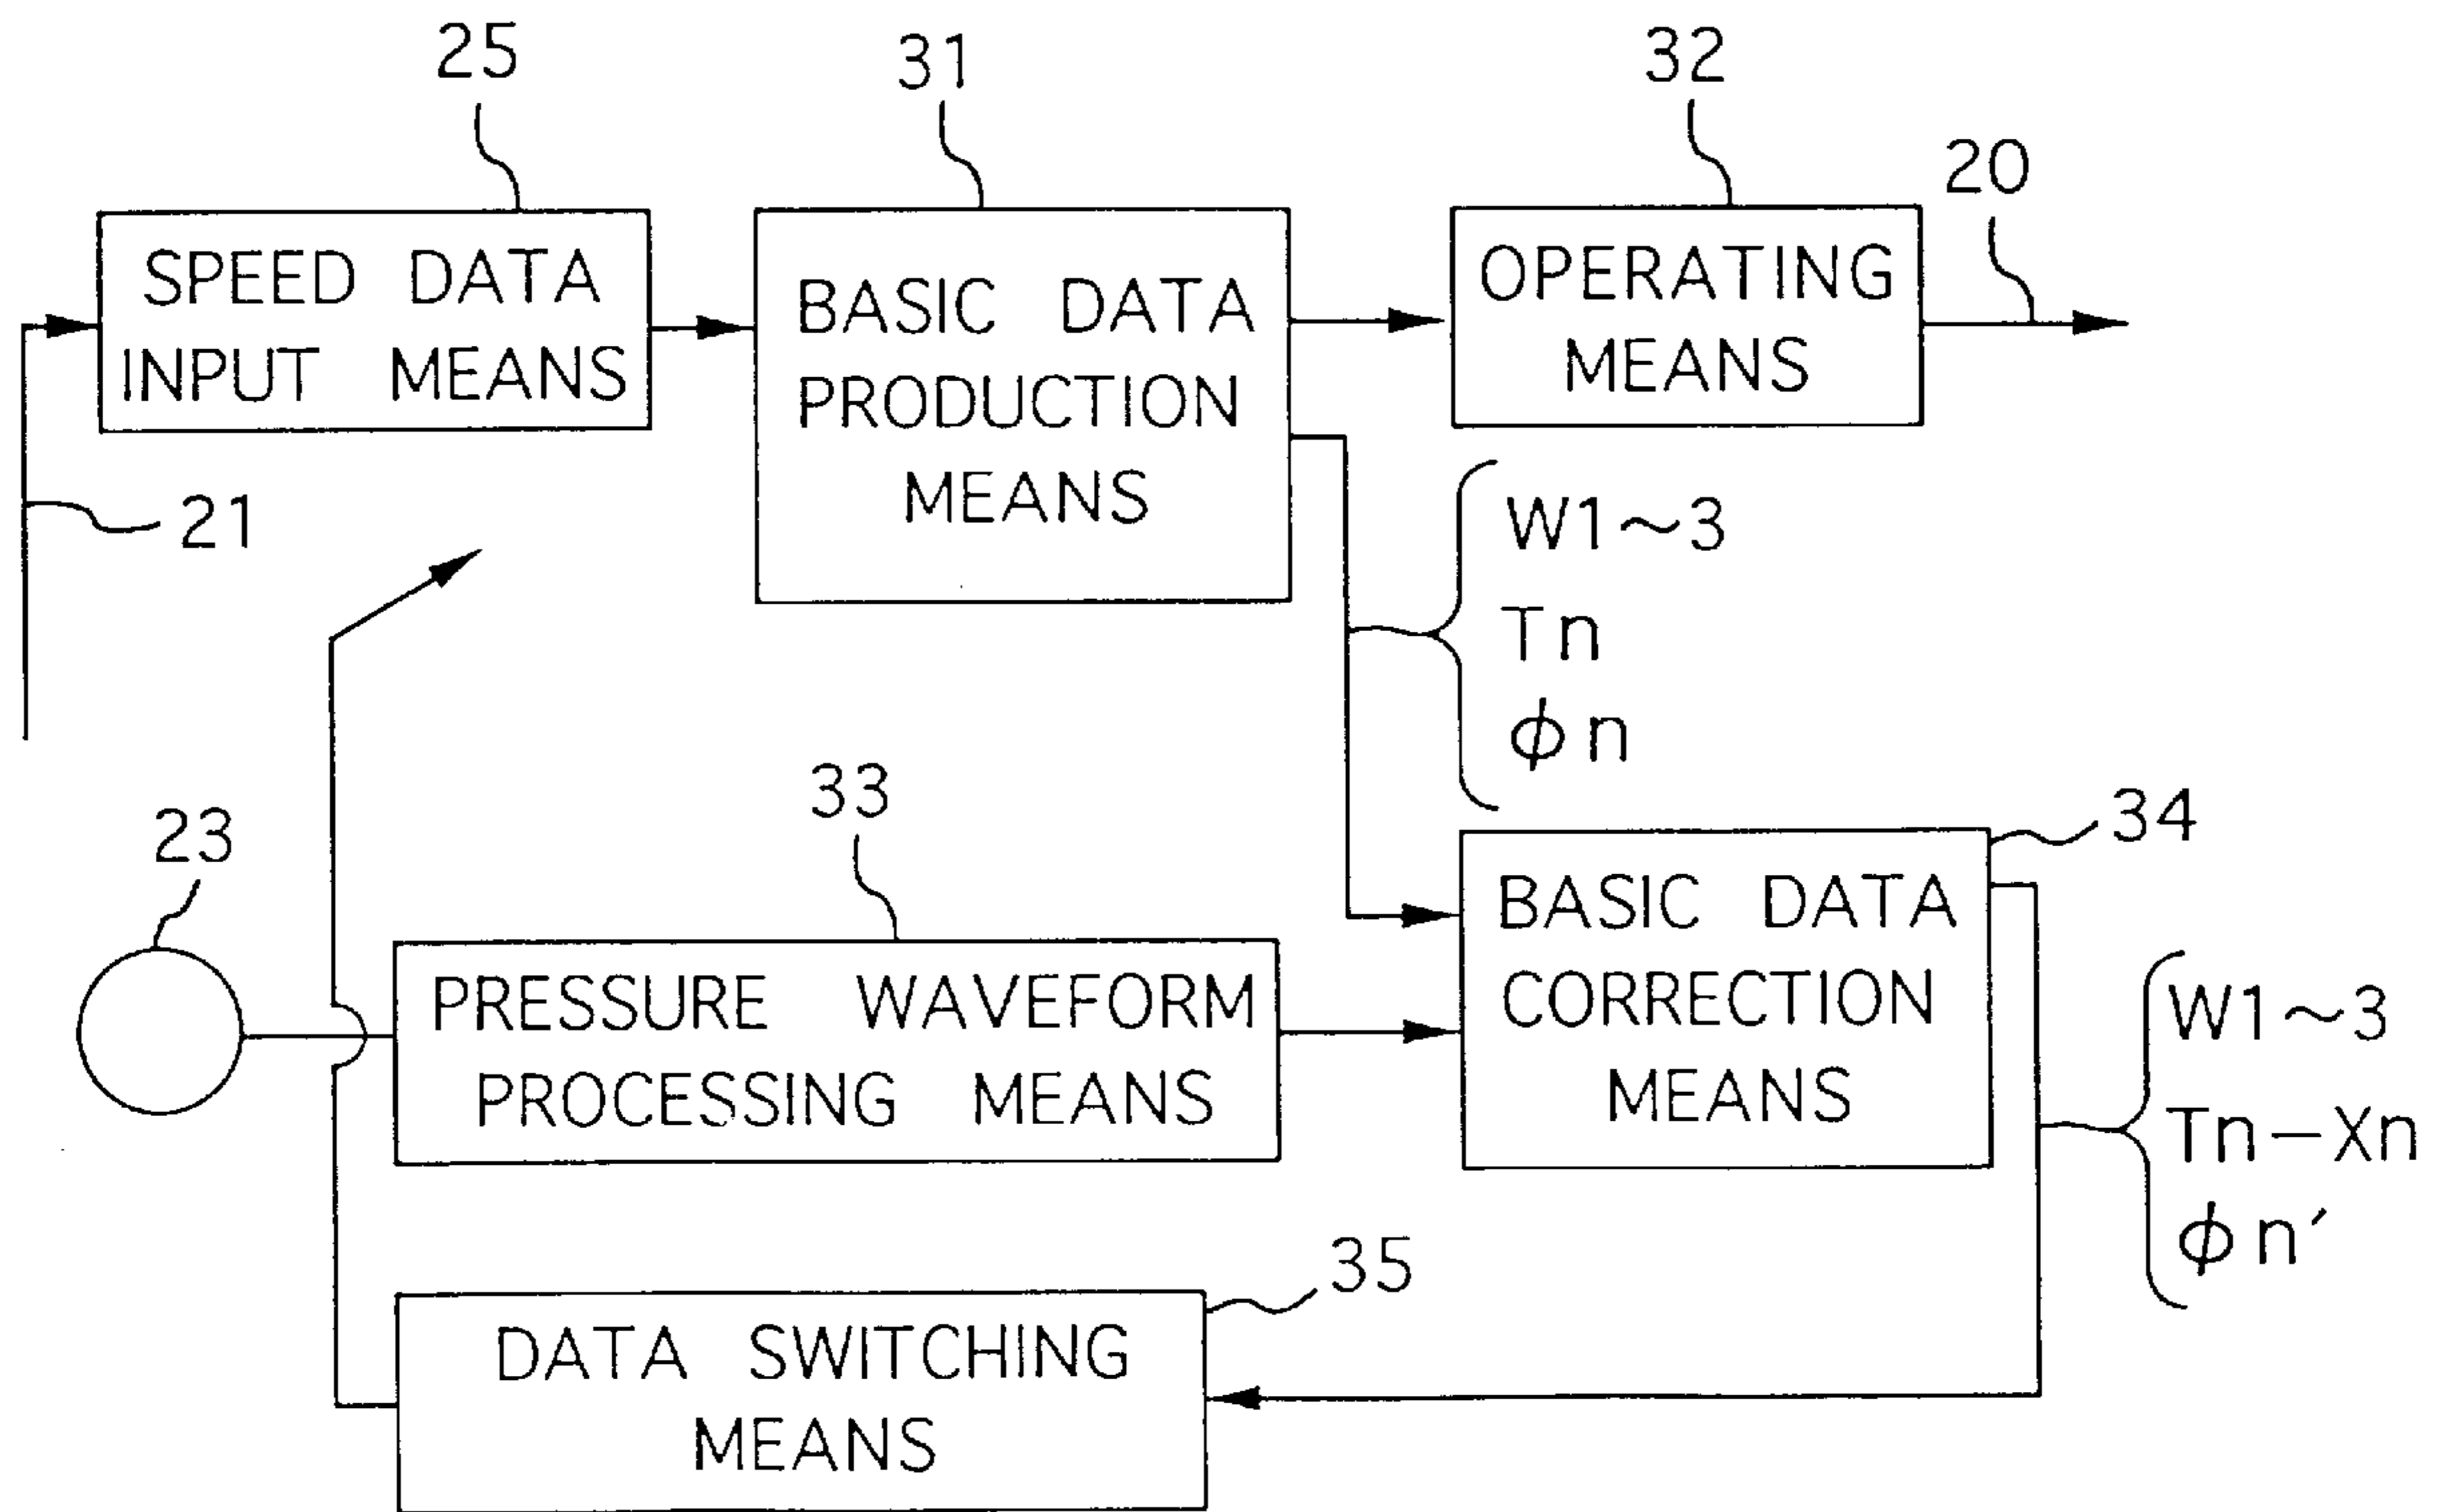 25
31
32
20
SPEED DATA
INPUT MEANS
BASIC DATA
PRODUCTION
MEANS
OPERATING
MEANS
21
W1~3
Tn
ϕn
33
23
34
PRESSURE WAVEFORM
PROCESSING MEANS
BASIC DATA
CORRECTION
MEANS
W1~3
Tn−Xn
ϕn′
35
DATA SWITCHING
MEANS